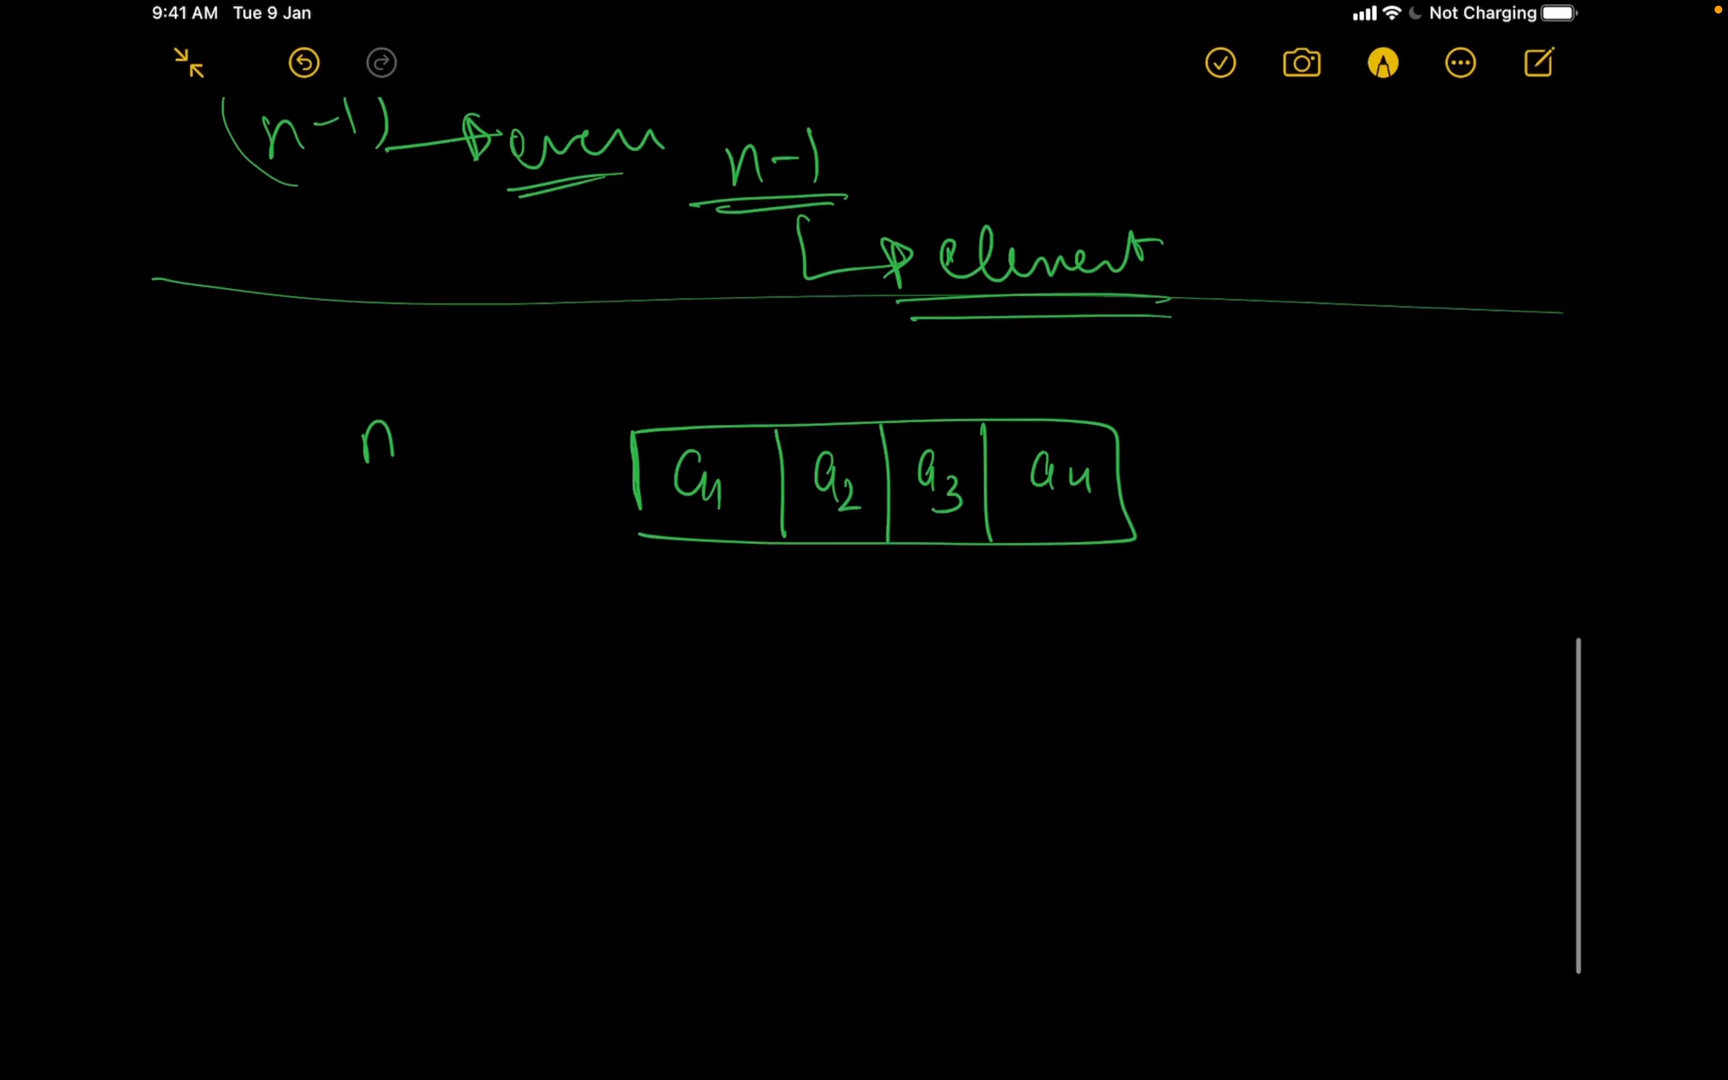 9:41 AM Tue 9 Jan Not Charging
(n-1) → even n-1
→ element
n a1 a2 a3 a4